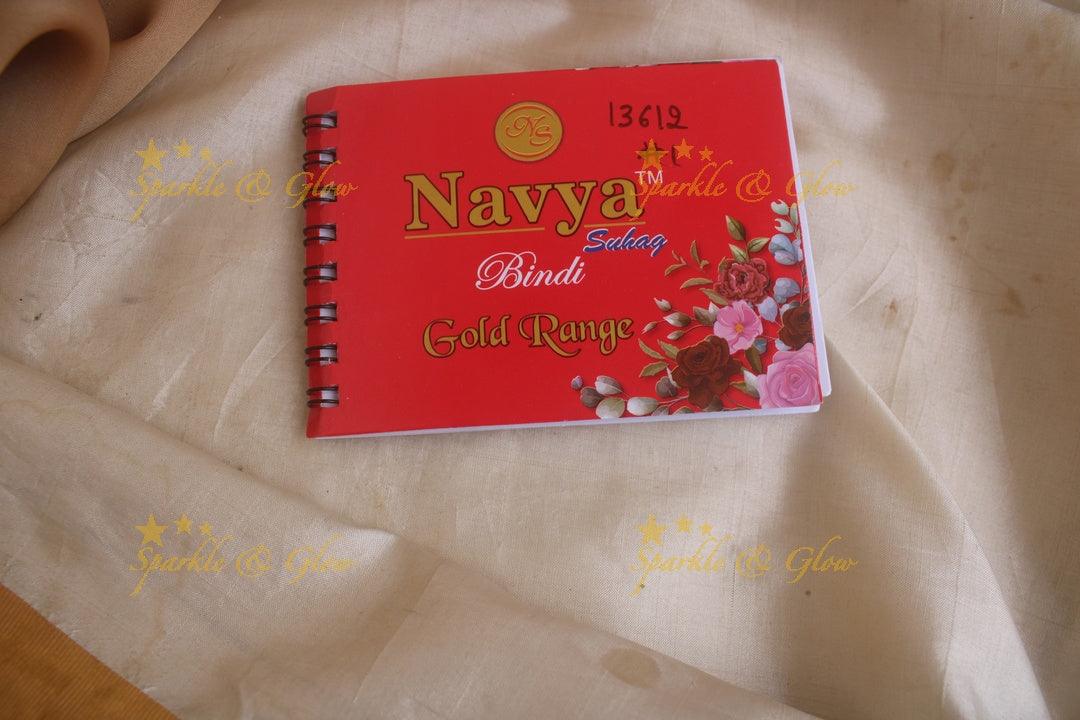 NS
13612
Navya™
Suhag
Bindi
Gold Range
Sparkle & Glow
Sparkle & Glow
Sparkle & Glow
Sparkle & Glow